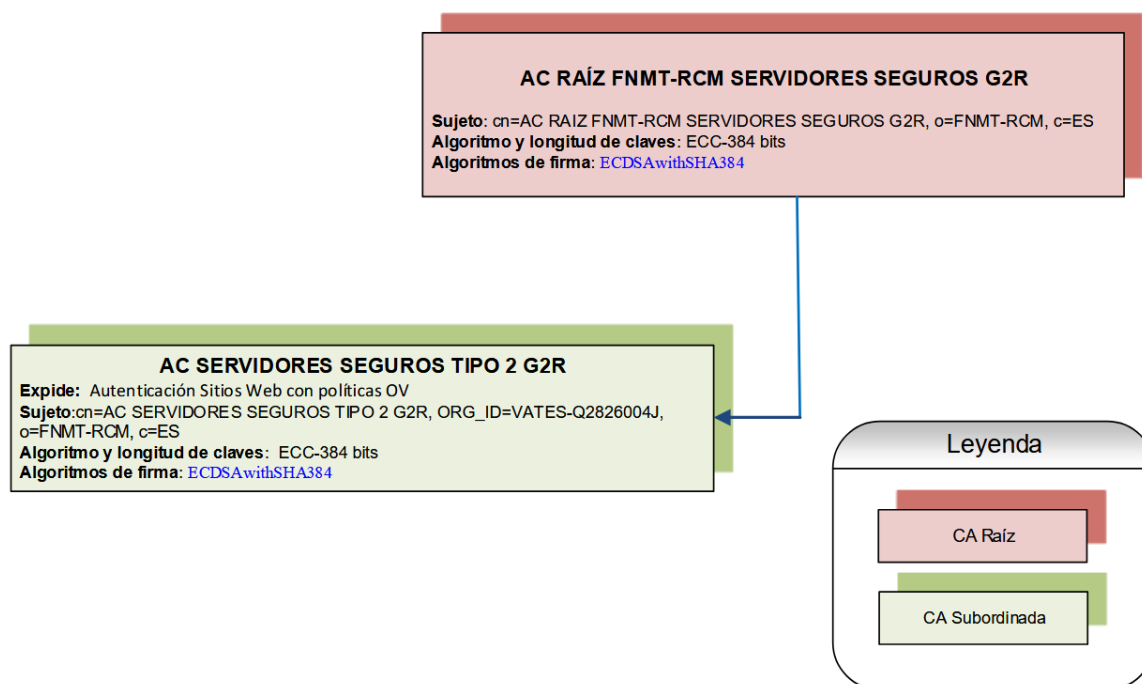 AC RAÍZ FNMT-RCM SERVIDORES SEGUROS G2R
Sujeto: cn=AC RAIZ FNMT-RCM SERVIDORES SEGUROS G2R, o=FNMT-RCM, c=ES
Algoritmo y longitud de claves: ECC-384 bits
Algoritmos de firma: ECDSAwithSHA384
AC SERVIDORES SEGUROS TIPO 2 G2R
Expide: Autenticación Sitios Web con políticas OV
Sujeto:cn=AC SERVIDORES SEGUROS TIPO 2 G2R, ORG_ID=VATES-Q2826004J,
o=FNMT-RCM, c=ES
Algoritmo y longitud de claves: ECC-384 bits
Algoritmos de firma: ECDSAwithSHA384
Leyenda
CA Raíz
CA Subordinada